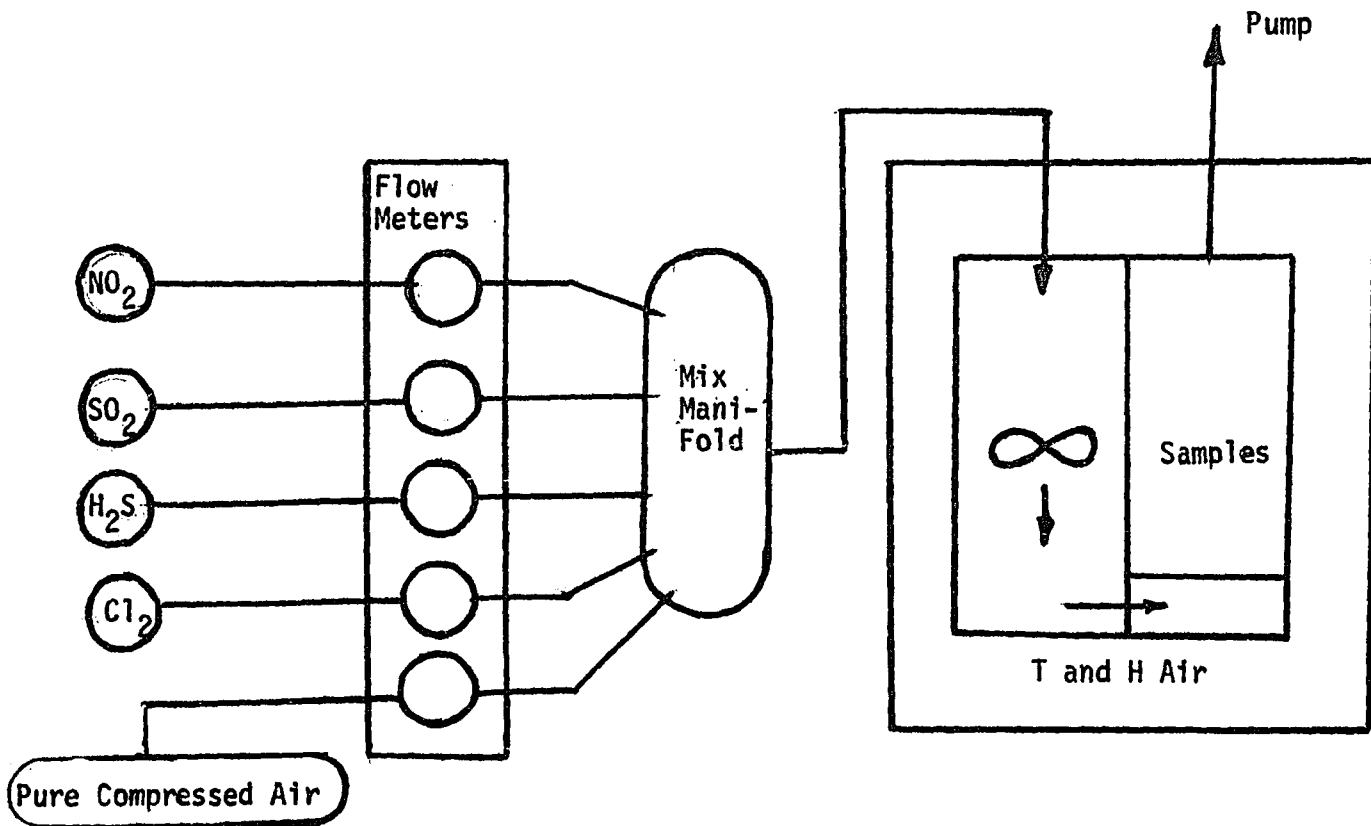 Pump
Flow
Meters
NO2
SO2
H2S
Cl2
Mix
Mani-
Fold
Samples
T and H Air
Pure Compressed Air